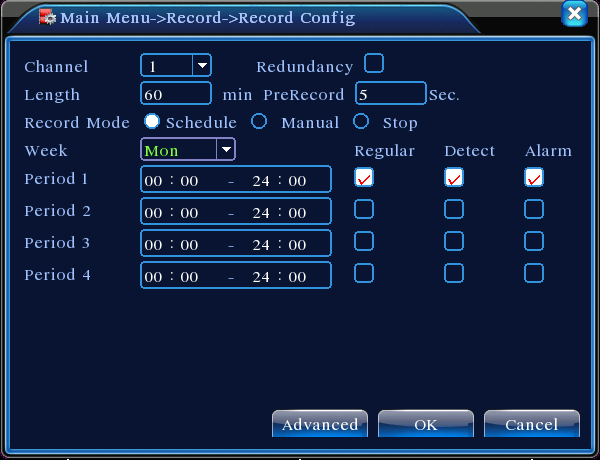 Main Menu->Record->Record Config
Channel 1 Redundancy
Length 60 min PreRecord 5 Sec.
Record Mode Schedule Manual Stop
Week Mon Regular Detect Alarm
Period 1 00 : 00 - 24 : 00
Period 2 00 : 00 - 24 : 00
Period 3 00 : 00 - 24 : 00
Period 4 00 : 00 - 24 : 00
Advanced OK Cancel